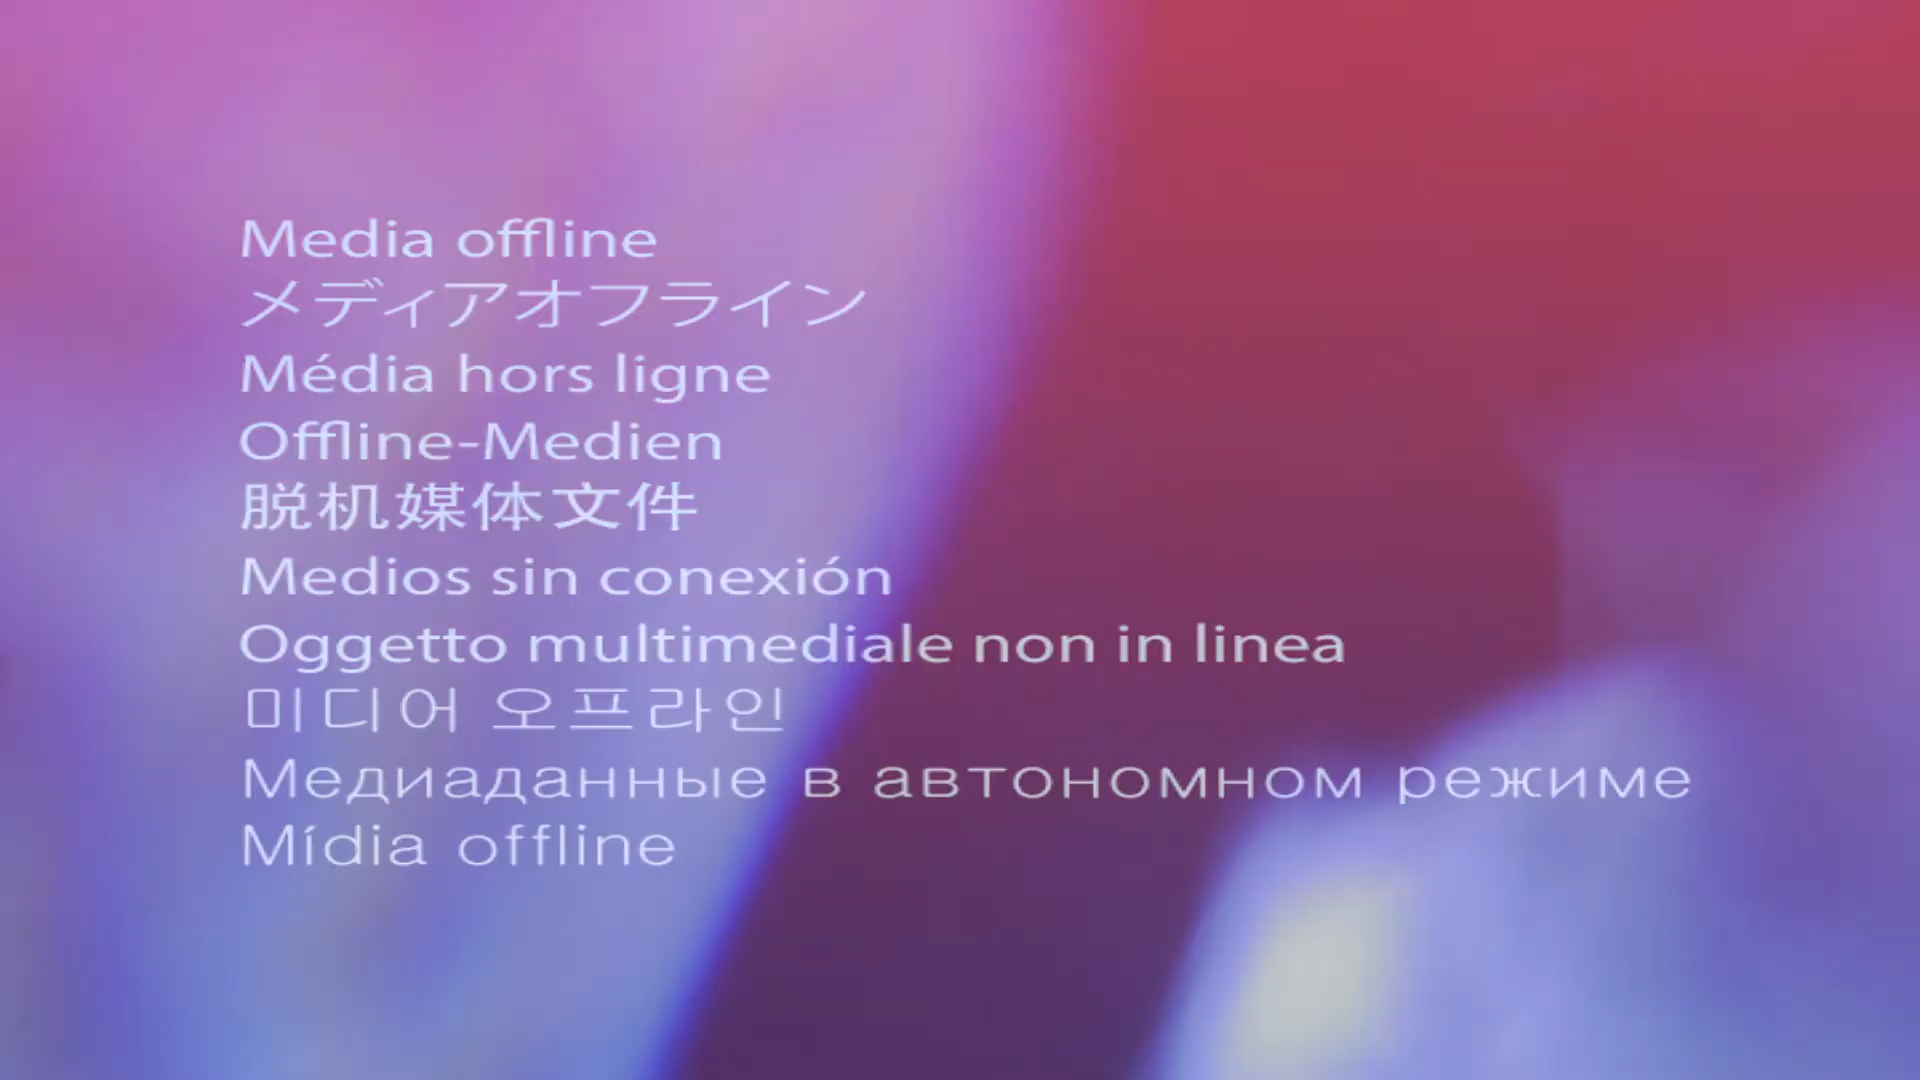 Media offline
メディアオフライン
Média hors ligne
Offline-Medien
脱机媒体文件
Medios sin conexión
Oggetto multimediale non in linea
미디어 오프라인
Медиаданные в автономном режиме
Mídia offline